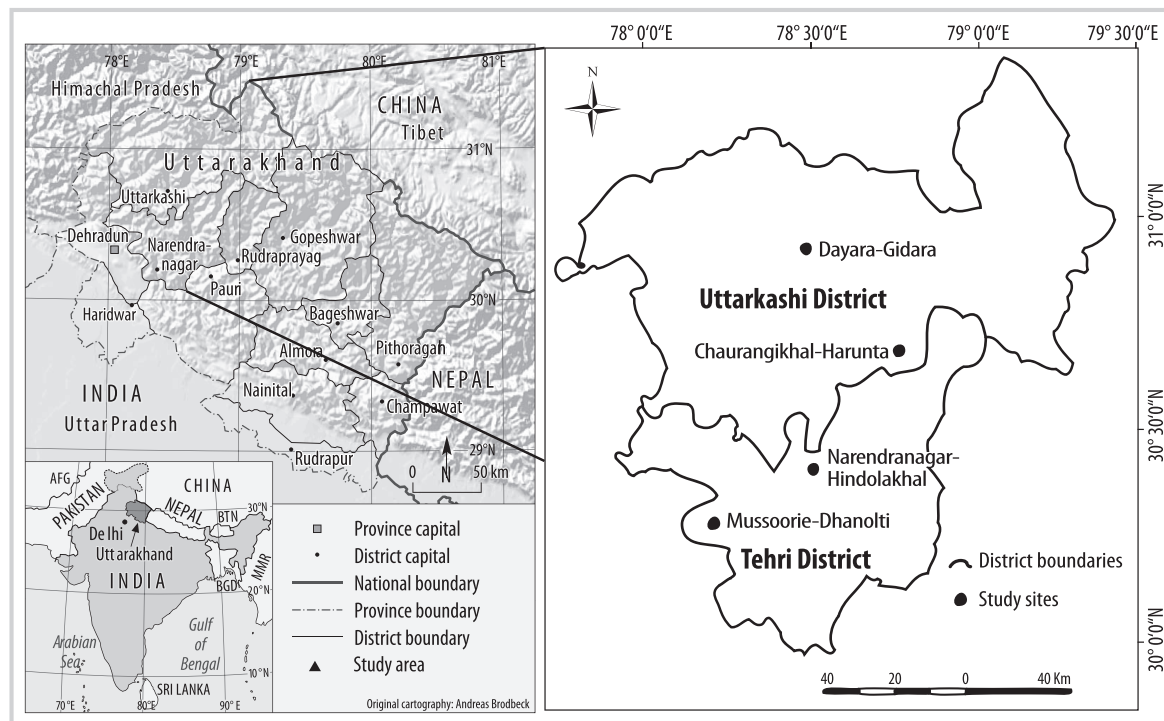 78°E
79°E
80°E
81°E
Himachal Pradesh
CHINA
Tibet
31°N
Uttarakhand
Uttarkashi
Dehradun
Narendra-
nagar
Gopeshwar
Rudraprayag
Pauri
30°N
Haridwar
Bageshwar
Almora
Pithoragah
NEPAL
INDIA
Uttar Pradesh
Nainital
Champawat
29°N
Rudrapur
0 N 50 km
AFG
PAKISTAN
CHINA
NEPAL
BTN
30°N
Delhi
Uttarakhand
INDIA
BGD
MMR
20°N
Arabian
Sea
Gulf
of
Bengal
10°N
SRI LANKA
70°E
80°E
90°E
Province capital
District capital
National boundary
Province boundary
District boundary
Study area
Original cartography: Andreas Brodbeck
78° 0'0"E
78° 50'0"E
79° 0'0"E
79° 30'0"E
N
31° 0'0"N
Dayara-Gidara
Uttarkashi District
Chaurangikhal-Harunta
30° 30'0"N
Narendranagar-
Hindolakhal
Mussoorie-Dhanolti
Tehri District
District boundaries
Study sites
30° 0'0"N
40 20 0 40 Km